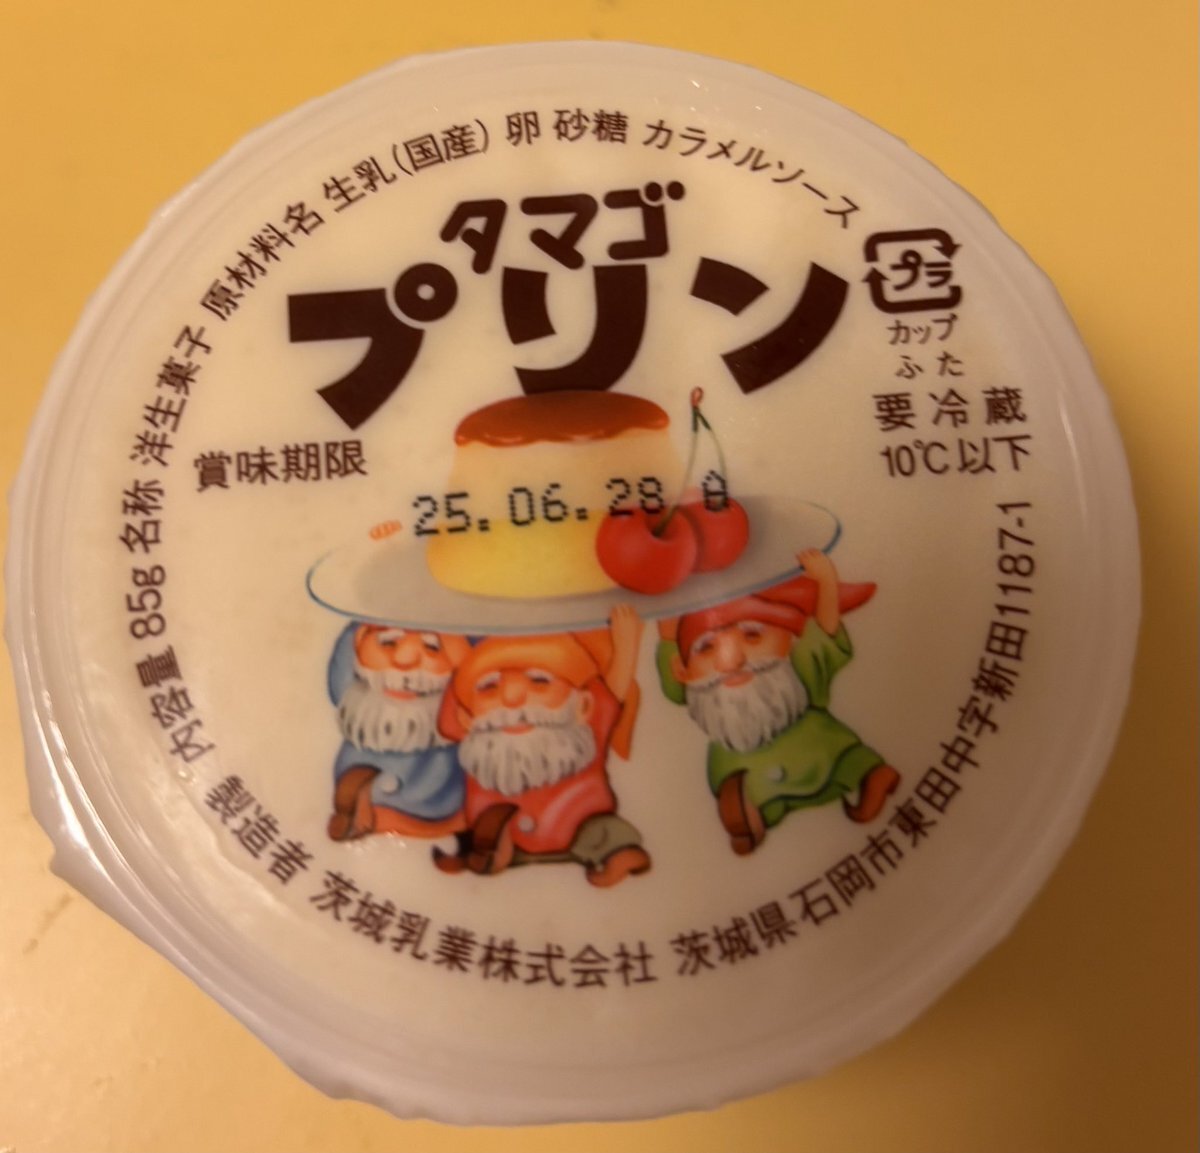 名称 洋生菓子 原材料名 生乳(国産) 卵 砂糖 カラメルソース
タマゴ
プリン
プラ
カップ
ふた
要冷蔵
10℃以下
賞味期限
25.06.28
内容量 85g
製造者 茨城乳業株式会社 茨城県石岡市東田中字新田1187-1